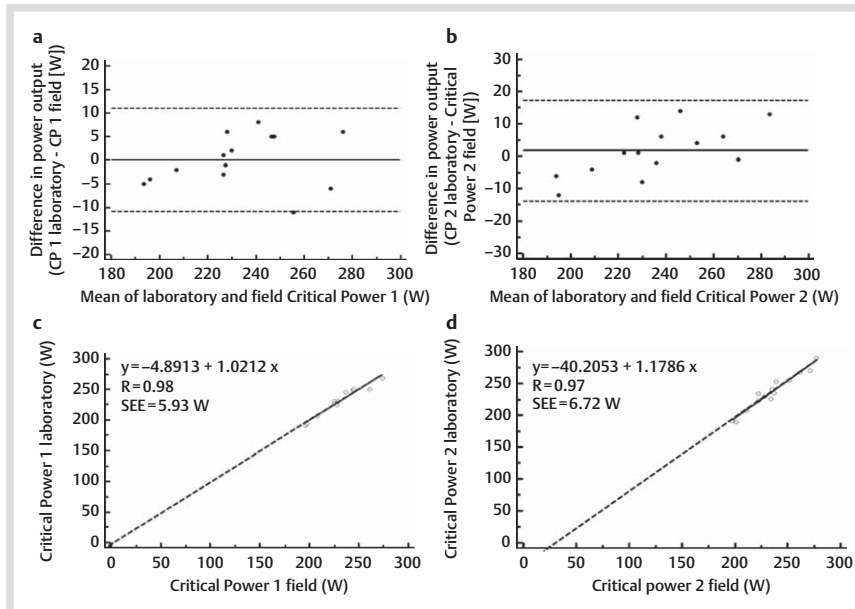 a
Difference in power output
(CP 1 laboratory - CP 1 field [W])
20
15
10
5
0
−5
−10
−15
−20
180 200 220 240 260 280 300
Mean of laboratory and field Critical Power 1 (W)
b
Difference in power output
(CP 2 laboratory - Critical
Power 2 field [W])
30
20
10
0
−10
−20
−30
180 200 220 240 260 280 300
Mean of laboratory and field Critical Power 2 (W)
c
Critical Power 1 laboratory (W)
300
250
200
150
100
50
0
y=−4.8913 + 1.0212 x
R=0.98
SEE=5.93 W
0 50 100 150 200 250 300
Critical Power 1 field (W)
d
Critical Power 2 laboratory (W)
300
250
200
150
100
50
0
y=−40.2053 + 1.1786 x
R=0.97
SEE=6.72 W
0 50 100 150 200 250 300
Critical power 2 field (W)